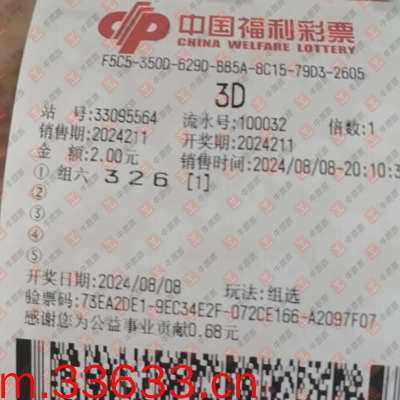 中国福利彩票
CHINA WELFARE LOTTERY
F5C5-350D-629D-B85A-8C15-79D3-2605
3D
站 号:33095564 流水号:100032 倍数:1
销售期:2024211 开奖期:2024211
金 额:2.00元 销售时间:2024/08/08-20:10:3
① 组六 3 2 6 [1]
②
③
④
⑤
开奖日期:2024/08/08 玩法:组选
验票码:73EA2DE1-9EC34E2F-072CE166-A2097F07
感谢您为公益事业贡献0.68元
m.33633.cn